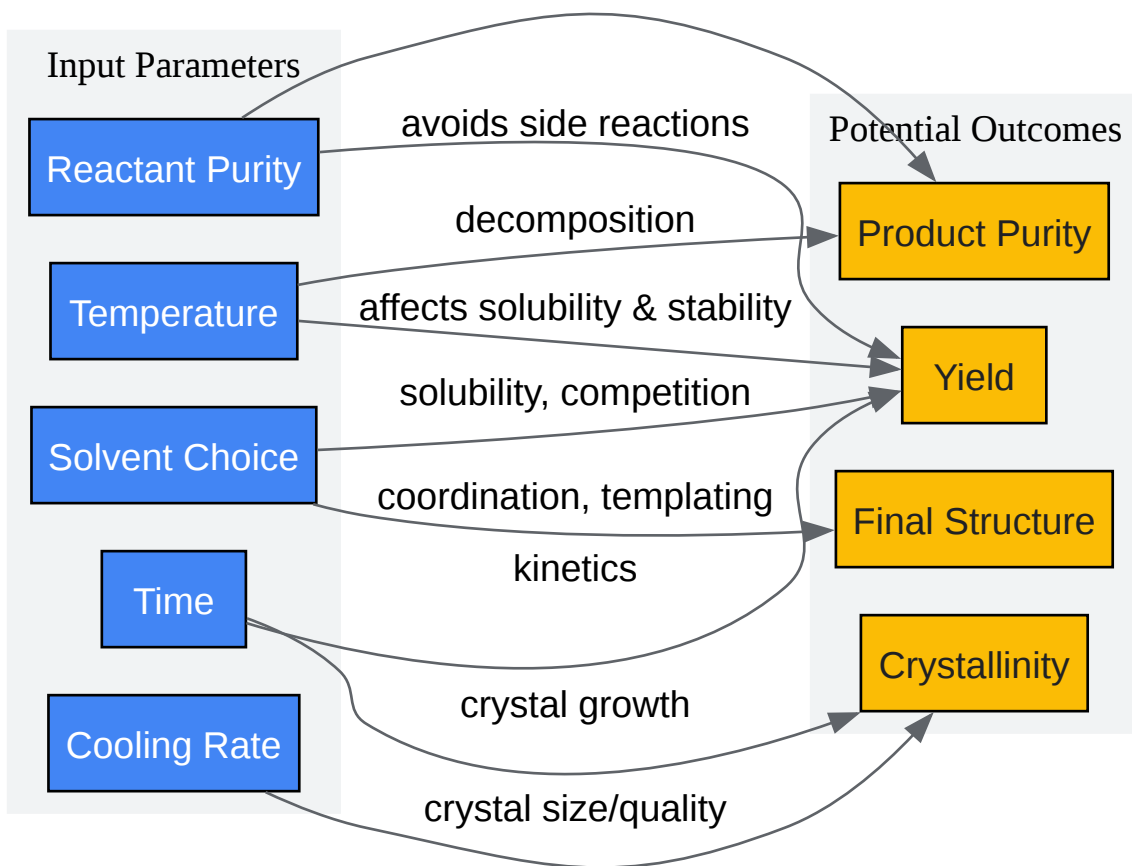 Input Parameters
Reactant Purity
Temperature
Solvent Choice
Time
Cooling Rate
avoids side reactions
decomposition
affects solubility & stability
solubility, competition
coordination, templating
kinetics
crystal growth
crystal size/quality
Potential Outcomes
Product Purity
Yield
Final Structure
Crystallinity